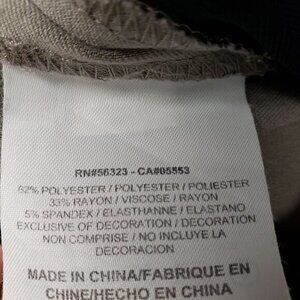 RN#56323 - CA#05553
62% POLYESTER / POLYESTER / POLIESTER
33% RAYON / VISCOSE / RAYON
5% SPANDEX / ELASTHANNE / ELASTANO
EXCLUSIVE OF DECORATION / DECORATION
NON COMPRISE / NO INCLUYE LA
DECORACION
MADE IN CHINA/FABRIQUE EN
CHINE/HECHO EN CHINA